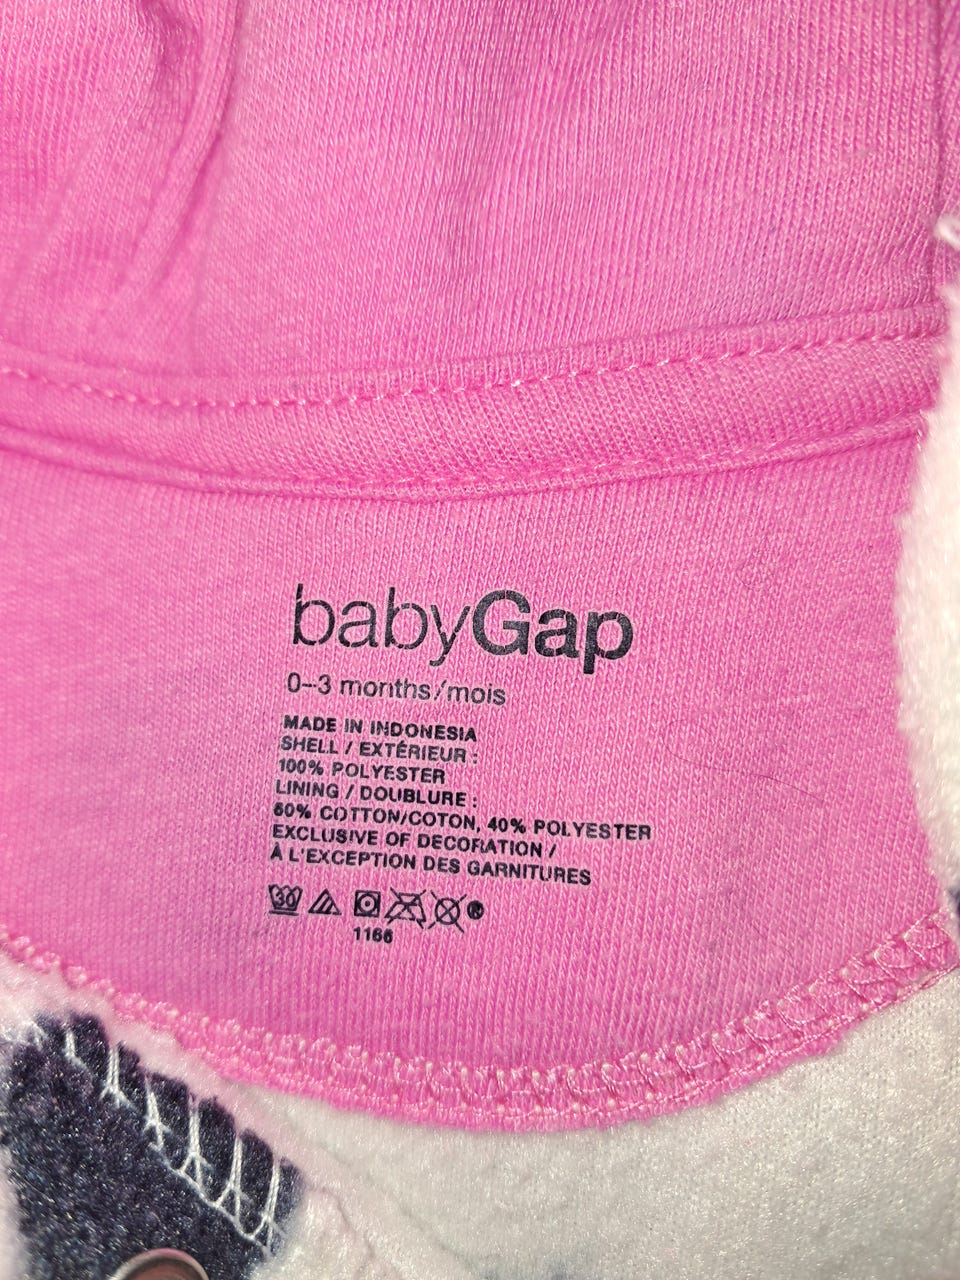 babyGap
0–3 months/mois
MADE IN INDONESIA
SHELL / EXTÉRIEUR :
100% POLYESTER
LINING / DOUBLURE :
60% COTTON/COTON, 40% POLYESTER
EXCLUSIVE OF DECORATION /
À L'EXCEPTION DES GARNITURES
30 ®
1166